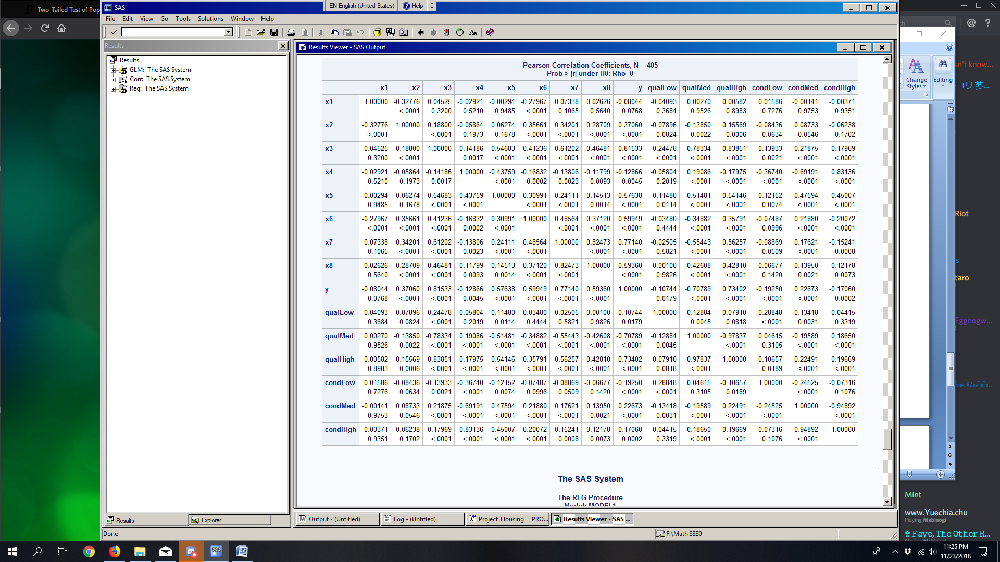 Two-Tailed Test of Pop
SAS
EN English (United States) Help
File Edit View Go Tools Solutions Window Help
Results
Results Viewer - SAS Output
Results
GLM: The SAS System
Corr: The SAS System
Reg: The SAS System
Pearson Correlation Coefficients, N = 485
Prob > |r| under H0: Rho=0
x1 x2 x3 x4 x5 x6 x7 x8 y qualLow qualMed qualHigh condLow condMed condHigh
x1 1.00000 -0.32776 0.04525 -0.02921 -0.00294 -0.27967 0.07338 0.02626 -0.08044 -0.04093 0.00270 0.00582 0.01586 -0.00141 -0.00371
<.0001 0.3200 0.5210 0.9485 <.0001 0.1065 0.5640 0.0768 0.3684 0.9526 0.8983 0.7276 0.9753 0.9351
x2 -0.32776 1.00000 0.18800 -0.05864 0.06274 0.35661 0.34201 0.28709 0.37060 -0.07896 -0.13850 0.15569 -0.08436 0.08733 -0.06238
<.0001 <.0001 0.1973 0.1678 <.0001 <.0001 <.0001 <.0001 0.0824 0.0022 0.0006 0.0634 0.0546 0.1702
x3 0.04525 0.18800 1.00000 -0.14186 0.54683 0.41236 0.61202 0.46481 0.81533 -0.24478 -0.78334 0.83851 -0.13933 0.21875 -0.17969
0.3200 <.0001 0.0017 <.0001 <.0001 <.0001 <.0001 <.0001 <.0001 <.0001 <.0001 0.0021 <.0001 <.0001
x4 -0.02921 -0.05864 -0.14186 1.00000 -0.43759 -0.16832 -0.13806 -0.11799 -0.12866 -0.05804 0.19086 -0.17975 -0.36740 -0.69191 0.83136
0.5210 0.1973 0.0017 <.0001 0.0002 0.0023 0.0093 0.0045 0.2019 <.0001 <.0001 <.0001 <.0001 <.0001
x5 -0.00294 0.06274 0.54683 -0.43759 1.00000 0.30991 0.24111 0.14513 0.57638 -0.11480 -0.51481 0.54146 -0.12152 0.47594 -0.45007
0.9485 0.1678 <.0001 <.0001 <.0001 <.0001 0.0014 <.0001 0.0114 <.0001 <.0001 0.0074 <.0001 <.0001
x6 -0.27967 0.35661 0.41236 -0.16832 0.30991 1.00000 0.48564 0.37120 0.59949 -0.03480 -0.34882 0.35791 -0.07487 0.21880 -0.20072
<.0001 <.0001 <.0001 0.0002 <.0001 <.0001 <.0001 <.0001 0.4444 <.0001 <.0001 0.0996 <.0001 <.0001
x7 0.07338 0.34201 0.61202 -0.13806 0.24111 0.48564 1.00000 0.82473 0.77140 -0.02505 -0.55443 0.56257 -0.08869 0.17621 -0.15241
0.1065 <.0001 <.0001 0.0023 <.0001 <.0001 <.0001 <.0001 0.5821 <.0001 <.0001 0.0509 <.0001 0.0008
x8 0.02626 0.28709 0.46481 -0.11799 0.14513 0.37120 0.82473 1.00000 0.59360 0.00100 -0.42608 0.42810 -0.06677 0.13950 -0.12178
0.5640 <.0001 <.0001 0.0093 0.0014 <.0001 <.0001 <.0001 0.9826 <.0001 <.0001 0.1420 0.0021 0.0073
y -0.08044 0.37060 0.81533 -0.12866 0.57638 0.59949 0.77140 0.59360 1.00000 -0.10744 -0.70789 0.73402 -0.19250 0.22673 -0.17060
0.0768 <.0001 <.0001 0.0045 <.0001 <.0001 <.0001 <.0001 0.0179 <.0001 <.0001 <.0001 <.0001 0.0002
qualLow -0.04093 -0.07896 -0.24478 -0.05804 -0.11480 -0.03480 -0.02505 0.00100 -0.10744 1.00000 -0.12884 -0.07910 0.28848 -0.13418 0.04415
0.3684 0.0824 <.0001 0.2019 0.0114 0.4444 0.5821 0.9826 0.0179 0.0045 0.0818 <.0001 0.0031 0.3319
qualMed 0.00270 -0.13850 -0.78334 0.19086 -0.51481 -0.34882 -0.55443 -0.42608 -0.70789 -0.12884 1.00000 -0.97837 0.04615 -0.19589 0.18650
0.9526 0.0022 <.0001 <.0001 <.0001 <.0001 <.0001 <.0001 <.0001 0.0045 <.0001 0.3105 <.0001 <.0001
qualHigh 0.00582 0.15569 0.83851 -0.17975 0.54146 0.35791 0.56257 0.42810 0.73402 -0.07910 -0.97837 1.00000 -0.10657 0.22491 -0.19669
0.8983 0.0006 <.0001 <.0001 <.0001 <.0001 <.0001 <.0001 <.0001 0.0818 <.0001 0.0189 <.0001 <.0001
condLow 0.01586 -0.08436 -0.13933 -0.36740 -0.12152 -0.07487 -0.08869 -0.06677 -0.19250 0.28848 0.04615 -0.10657 1.00000 -0.24525 -0.07316
0.7276 0.0634 0.0021 <.0001 0.0074 0.0996 0.0509 0.1420 <.0001 <.0001 0.3105 0.0189 <.0001 0.1076
condMed -0.00141 0.08733 0.21875 -0.69191 0.47594 0.21880 0.17621 0.13950 0.22673 -0.13418 -0.19589 0.22491 -0.24525 1.00000 -0.94892
0.9753 0.0546 <.0001 <.0001 <.0001 <.0001 <.0001 0.0021 <.0001 0.0031 <.0001 <.0001 <.0001 <.0001
condHigh -0.00371 -0.06238 -0.17969 0.83136 -0.45007 -0.20072 -0.15241 -0.12178 -0.17060 0.04415 0.18650 -0.19669 -0.07316 -0.94892 1.00000
0.9351 0.1702 <.0001 <.0001 <.0001 <.0001 0.0008 0.0073 0.0002 0.3319 <.0001 <.0001 0.1076 <.0001
The SAS System
The REG Procedure
Model: MODEL1
Results Explorer
Output - (Untitled) Log - (Untitled) Project_Housing PRO... Results Viewer - SAS ...
Done F:\Math 3330
Change Styles
Editing
sn't know...
コリ 苏...
Riot
s
taro
Eggnogw...
he Gobb...
Mint
www.Yuechia.chu
Playing Mabinogi
Faye, The Other R...
11:25 PM
11/23/2018